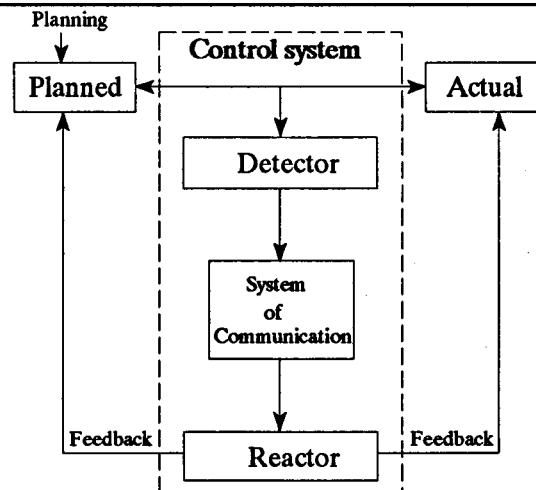 Planning
Control system
Planned
Actual
Detector
System
of
Communication
Feedback
Reactor
Feedback